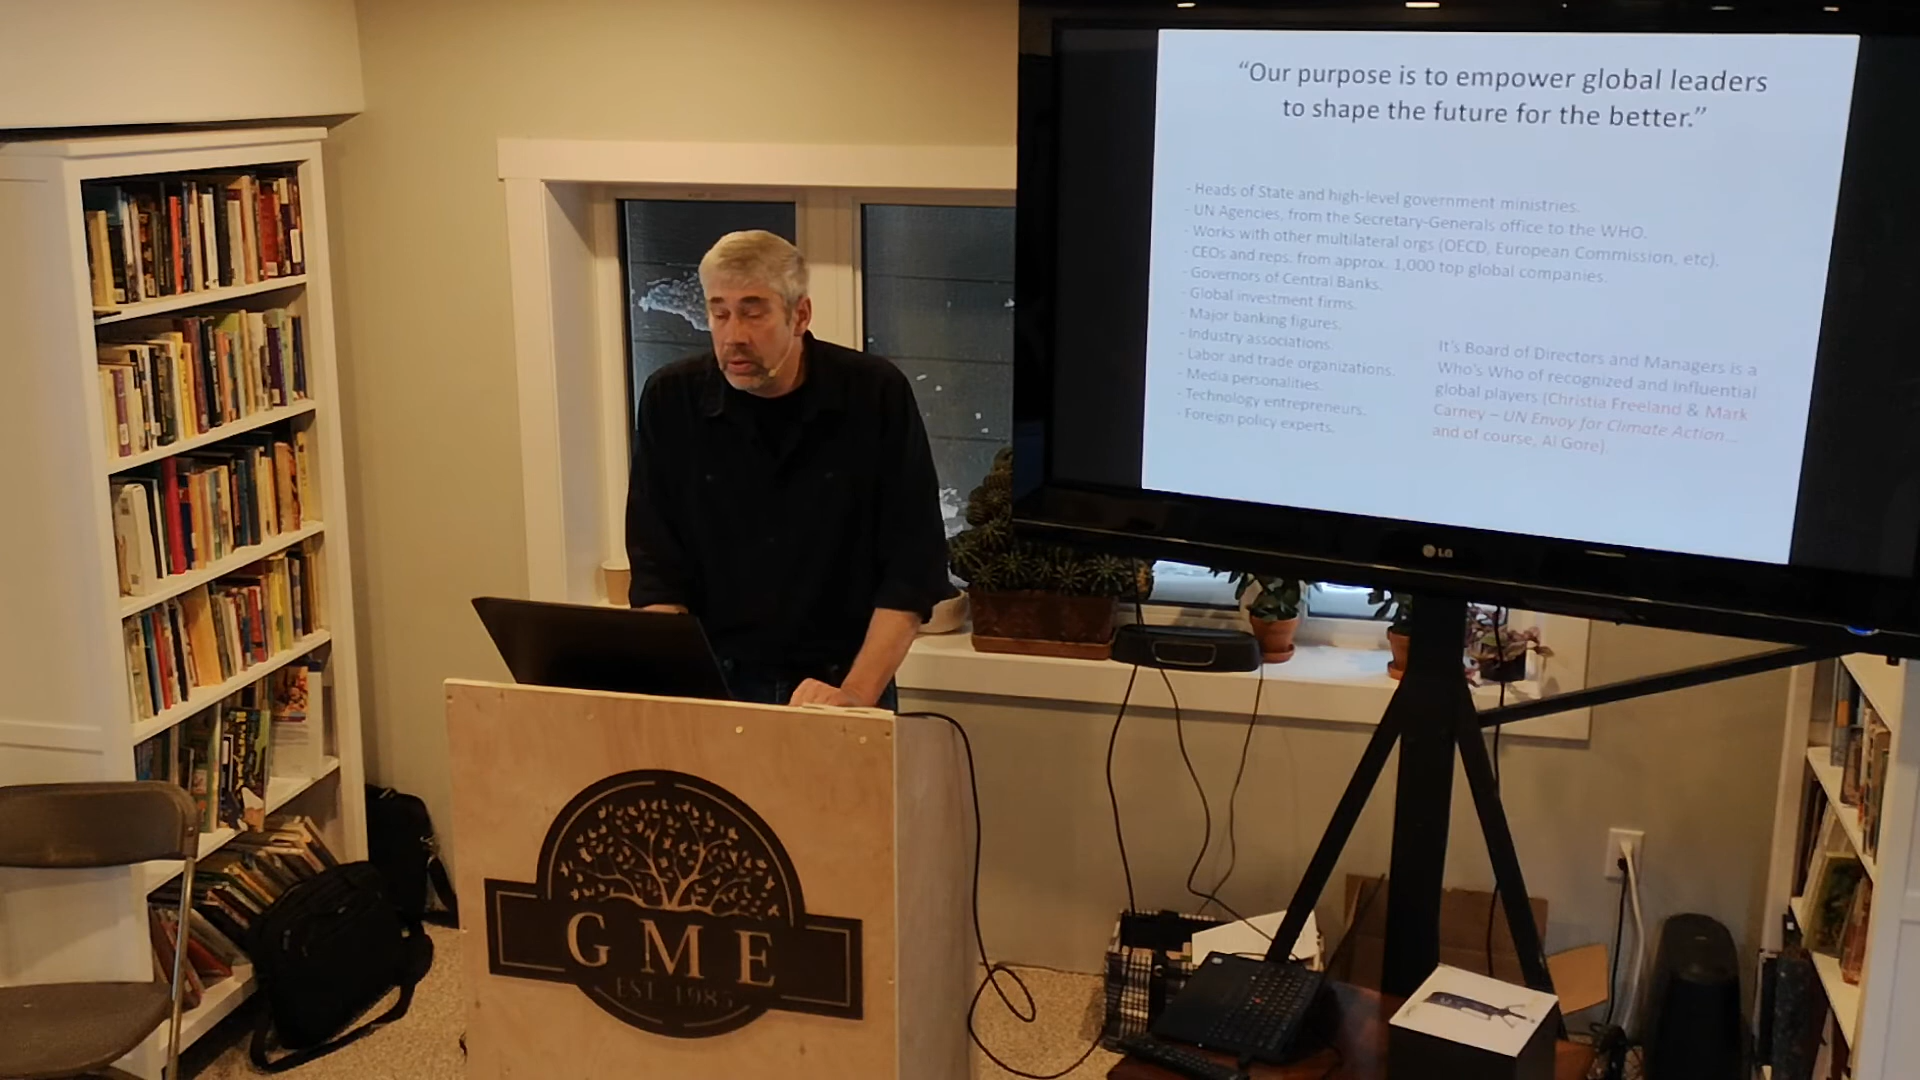 “Our purpose is to empower global leaders
to shape the future for the better.”
- Heads of State and high-level government ministries.
- UN Agencies, from the Secretary-Generals office to the WHO.
- Works with other multilateral orgs (OECD, European Commission, etc).
- CEOs and reps. from approx. 1,000 top global companies.
- Governors of Central Banks.
- Global investment firms.
- Major banking figures.
- Industry associations.
- Labor and trade organizations.
- Media personalities.
- Technology entrepreneurs.
- Foreign policy experts.
It’s Board of Directors and Managers is a
Who’s Who of recognized and Influential
global players (Christia Freeland & Mark
Carney – UN Envoy for Climate Action...
and of course, Al Gore).
LG
GME
EST. 1985